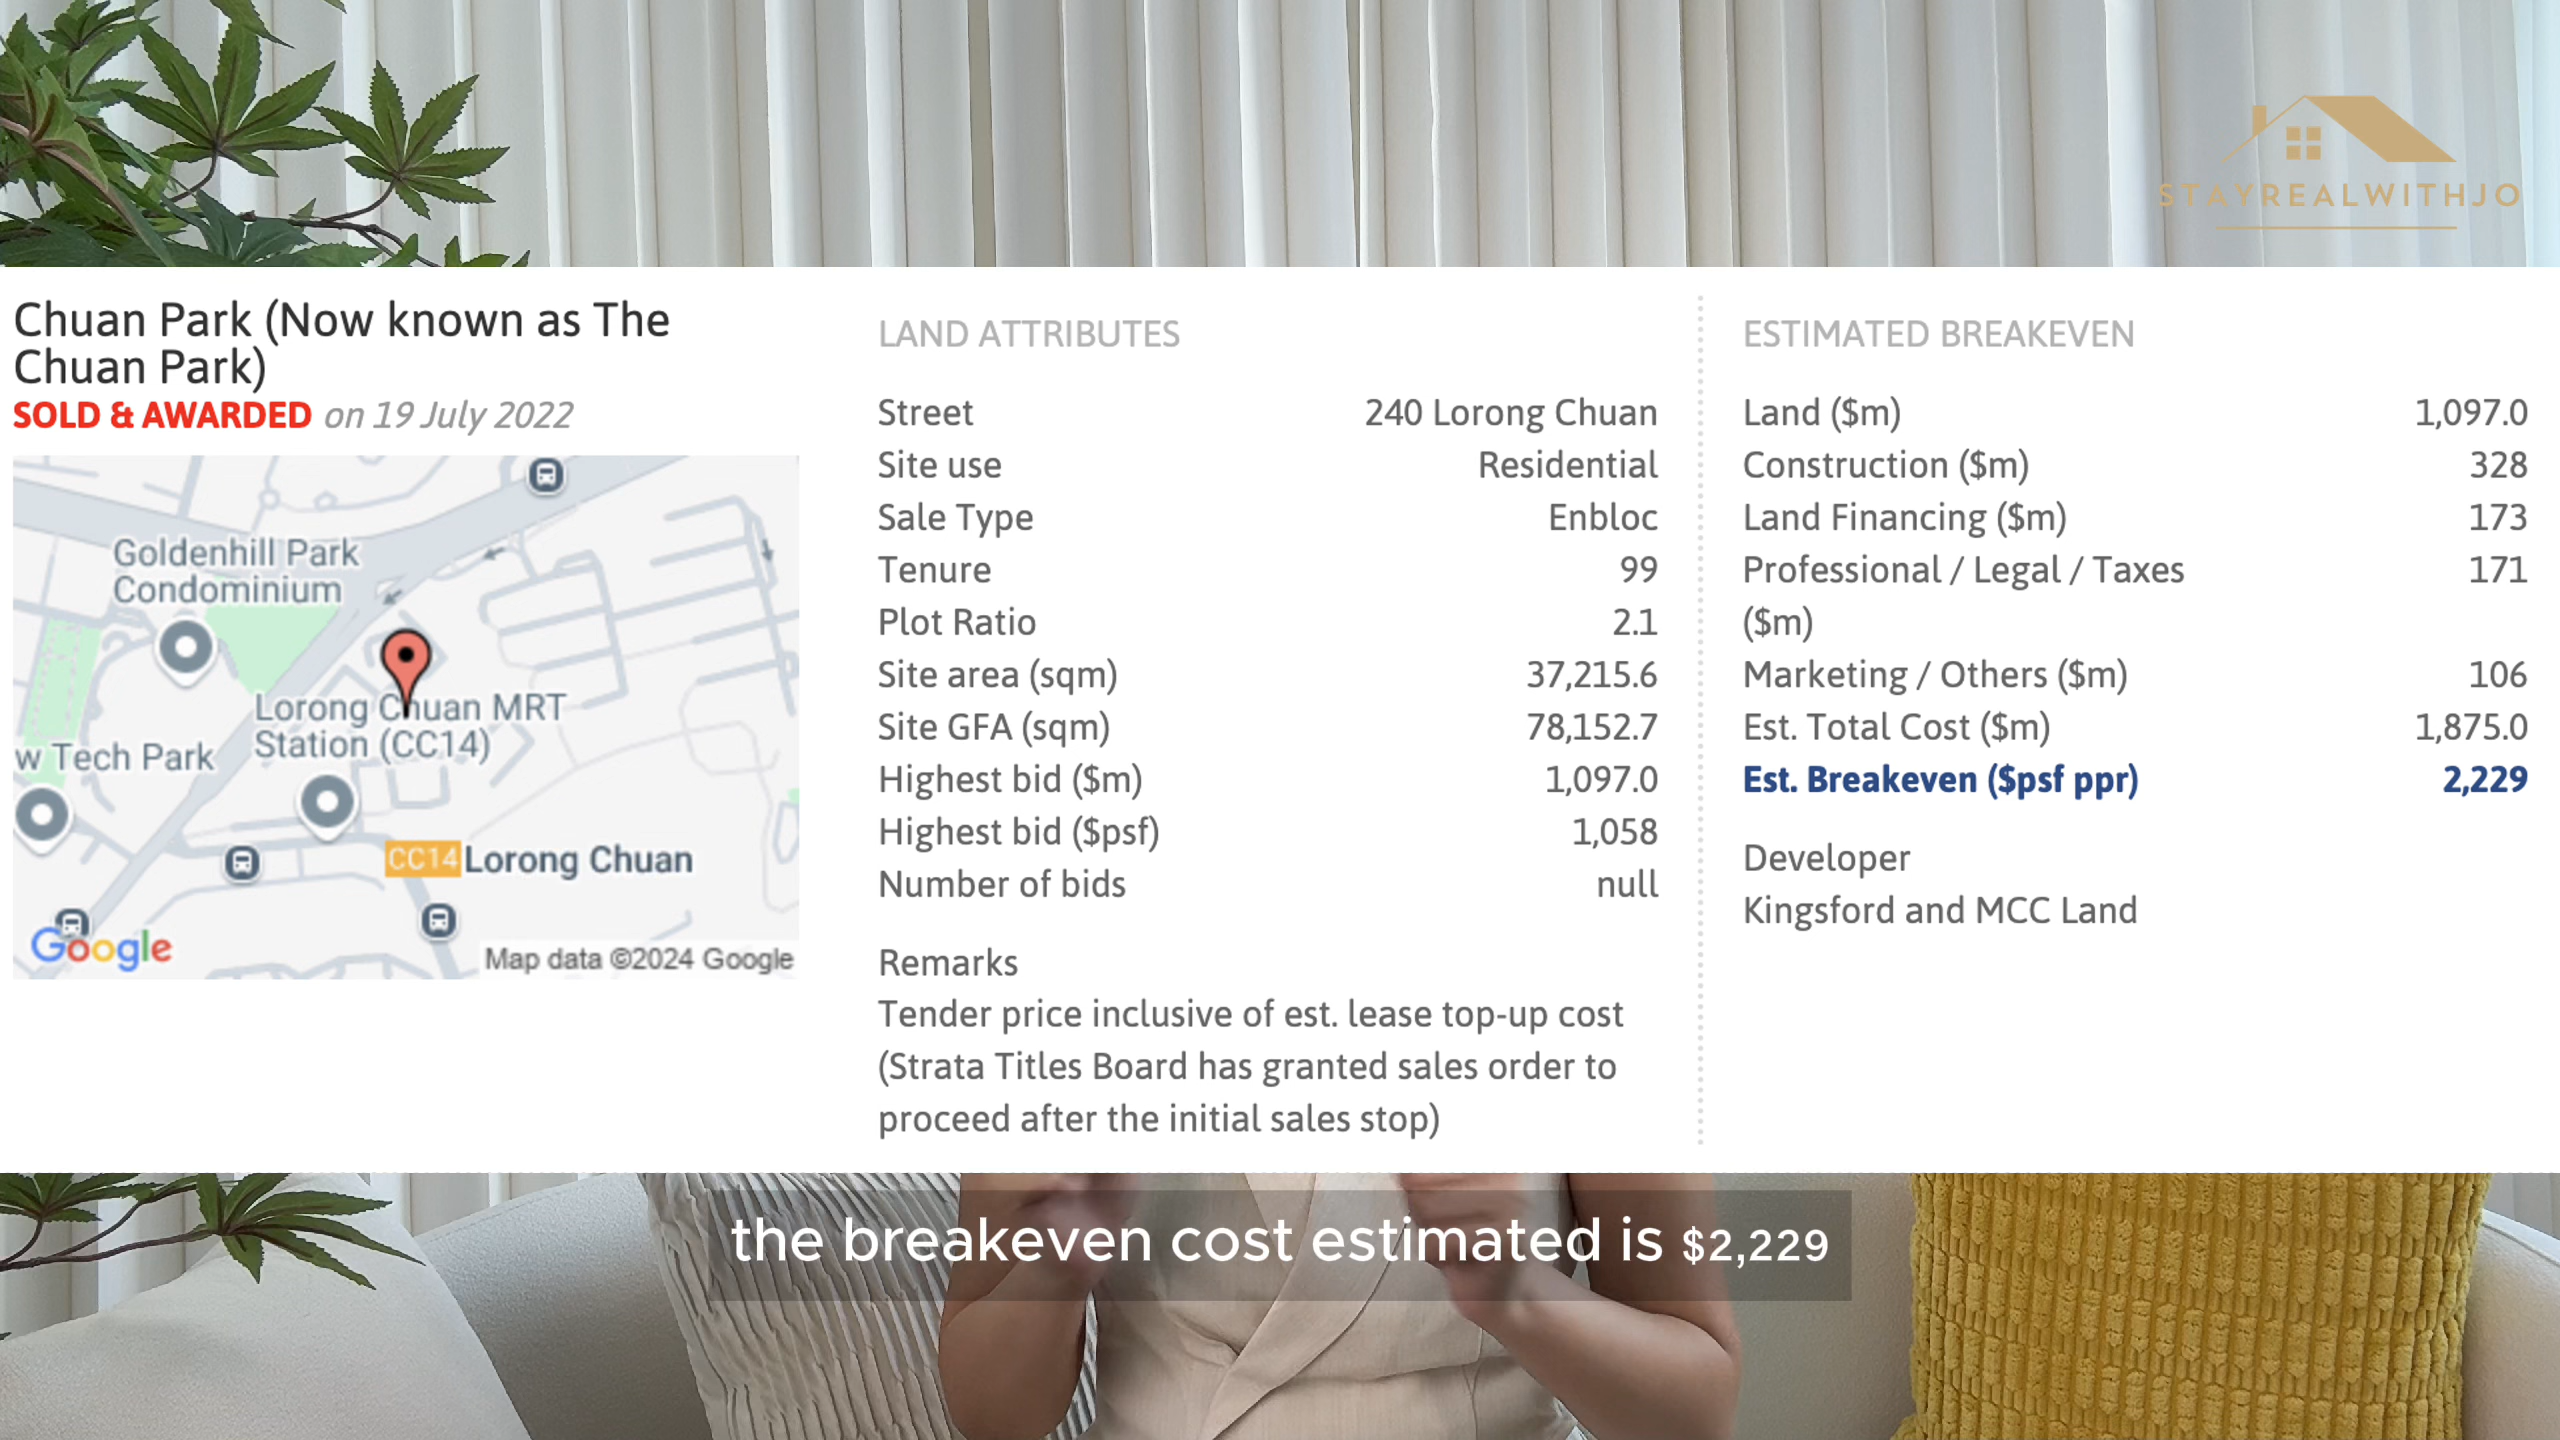 STAYREALWITHJO
Chuan Park (Now known as The
Chuan Park)
SOLD & AWARDED on 19 July 2022
Goldenhill Park
Condominium
Lorong Chuan MRT
Station (CC14)
w Tech Park
CC14 Lorong Chuan
Google
Map data ©2024 Google
LAND ATTRIBUTES
Street 240 Lorong Chuan
Site use Residential
Sale Type Enbloc
Tenure 99
Plot Ratio 2.1
Site area (sqm) 37,215.6
Site GFA (sqm) 78,152.7
Highest bid ($m) 1,097.0
Highest bid ($psf) 1,058
Number of bids null
Remarks
Tender price inclusive of est. lease top-up cost
(Strata Titles Board has granted sales order to
proceed after the initial sales stop)
ESTIMATED BREAKEVEN
Land ($m) 1,097.0
Construction ($m) 328
Land Financing ($m) 173
Professional / Legal / Taxes 171
($m)
Marketing / Others ($m) 106
Est. Total Cost ($m) 1,875.0
Est. Breakeven ($psf ppr) 2,229
Developer
Kingsford and MCC Land
the breakeven cost estimated is $2,229